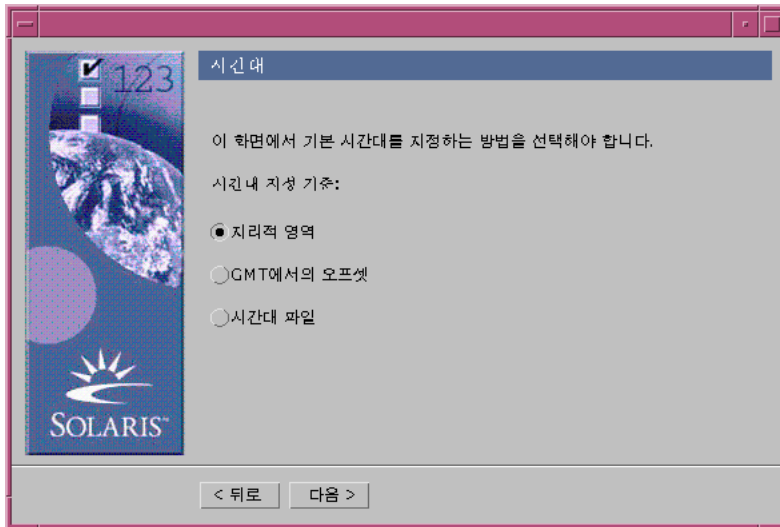 123
시간대
이 화면에서 기본 시간대를 지정하는 방법을 선택해야 합니다.
시간대 지정 기준:
지리적 영역
GMT에서의 오프셋
시간대 파일
SOLARIS™
< 뒤로
다음 >